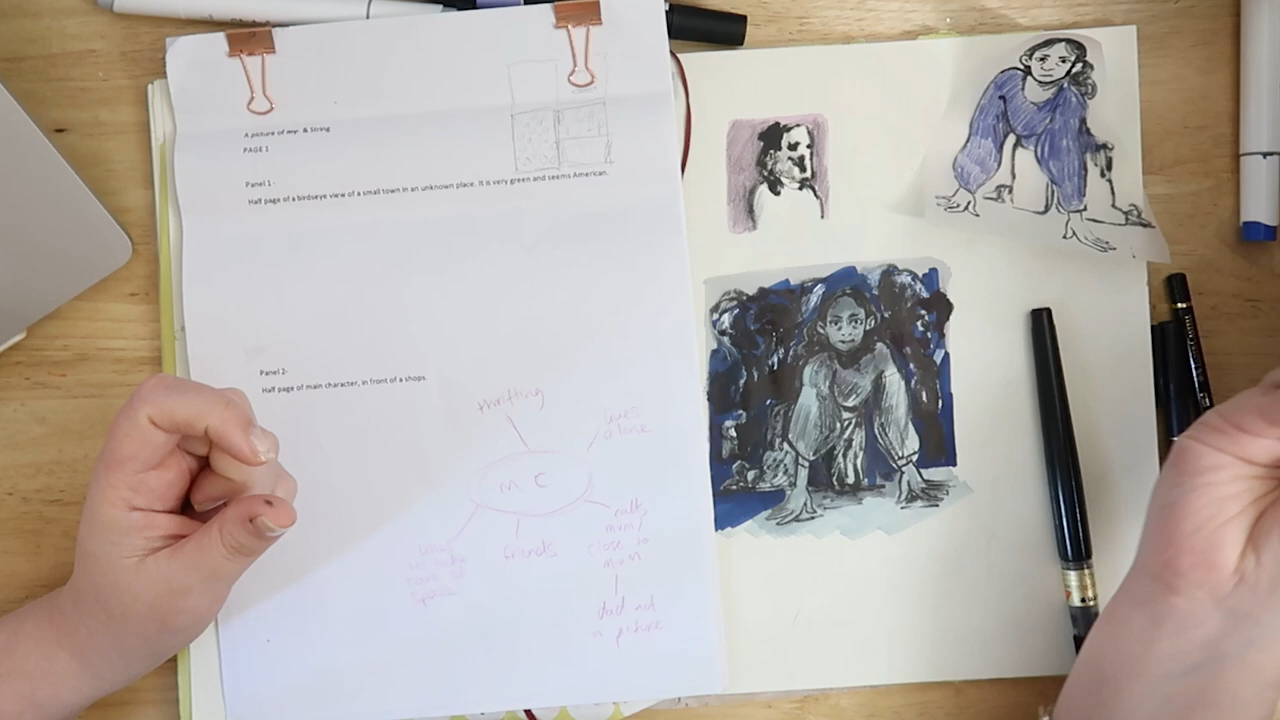 A picture of my & String
PAGE 1
Panel 1 -
Half page of a birdseye view of a small town in an unknown place. It is very green and seems American.
Panel 2-
Half page of main character, in front of a shops.
thrifting
lives
alone
MC
calls
mum/
close to
mum
friends
dad not
a picture